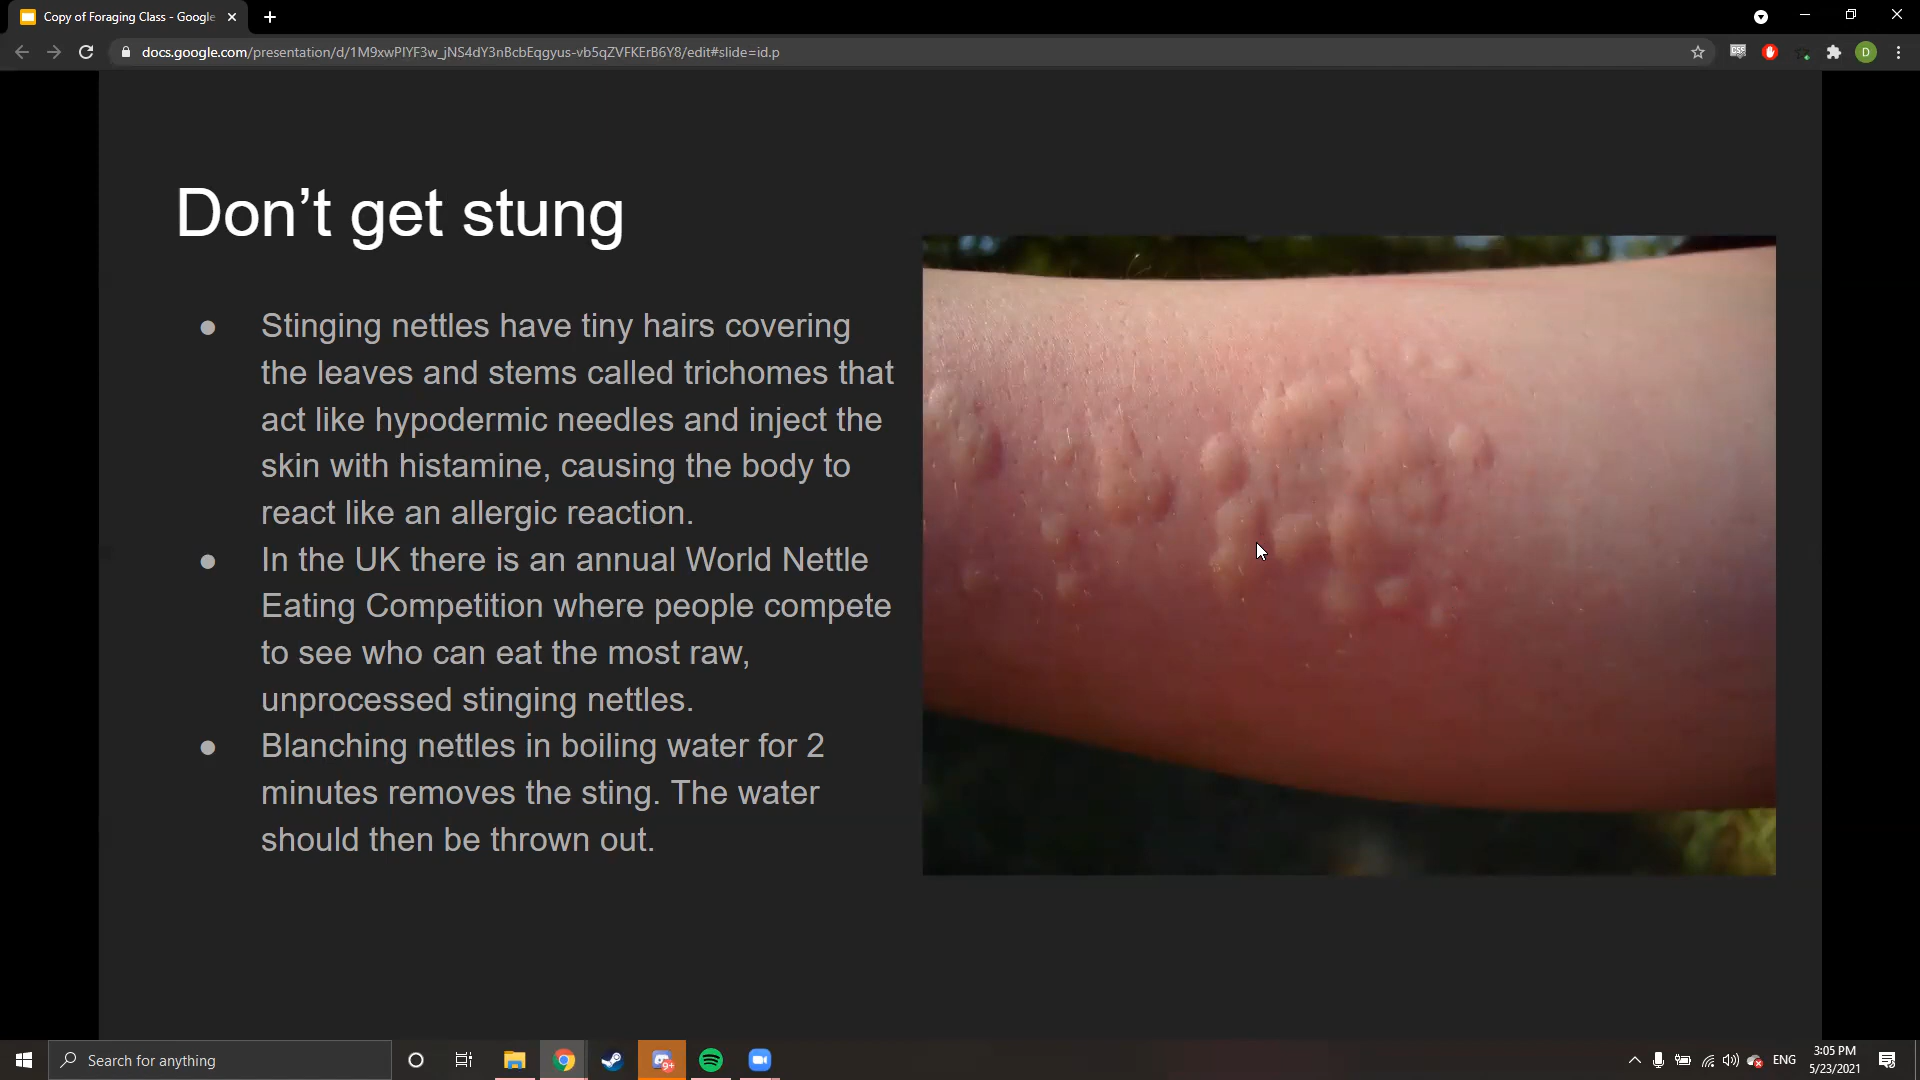 Copy of Foraging Class - Google
docs.google.com/presentation/d/1M9xwPIYF3w_jNS4dY3nBcbEqgyus-vb5qZVFKErB6Y8/edit#slide=id.p
D
Don't get stung
● Stinging nettles have tiny hairs covering
the leaves and stems called trichomes that
act like hypodermic needles and inject the
skin with histamine, causing the body to
react like an allergic reaction.
● In the UK there is an annual World Nettle
Eating Competition where people compete
to see who can eat the most raw,
unprocessed stinging nettles.
● Blanching nettles in boiling water for 2
minutes removes the sting. The water
should then be thrown out.
Search for anything
9+
ENG
3:05 PM
5/23/2021